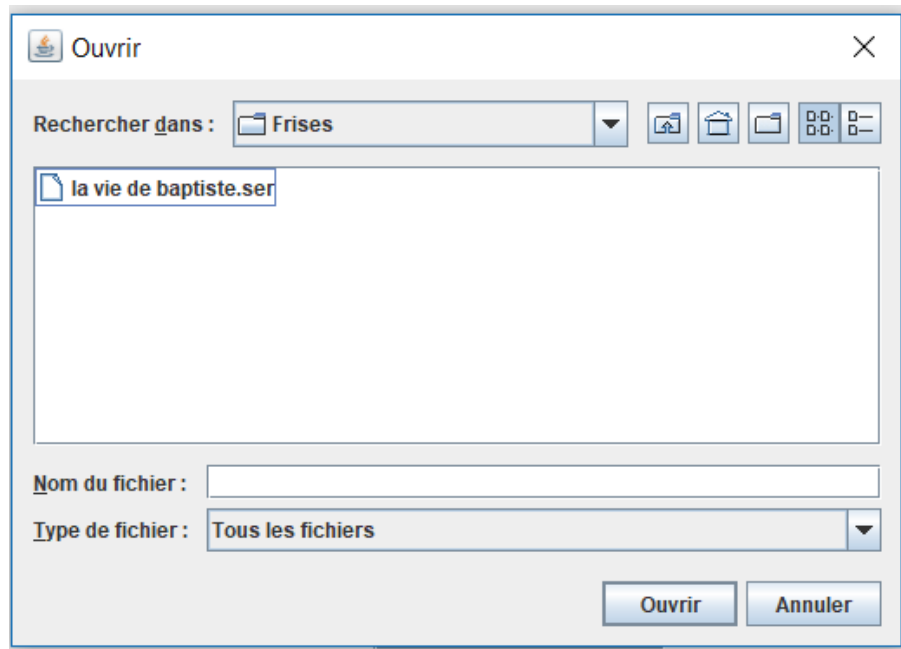 Ouvrir
Rechercher dans : Frises
la vie de baptiste.ser
Nom du fichier :
Type de fichier : Tous les fichiers
Ouvrir Annuler